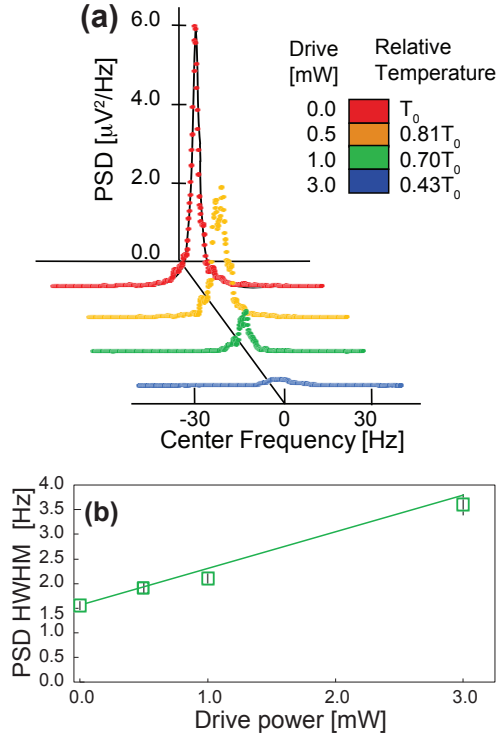 (a)
6.0
4.0
2.0
0.0
PSD [µV²/Hz]
Drive [mW] Relative Temperature
0.0 T₀
0.5 0.81T₀
1.0 0.70T₀
3.0 0.43T₀
-30 0 30
Center Frequency [Hz]
(b)
4.0
3.5
3.0
2.5
2.0
1.5
1.0
0.5
0.0
PSD HWHM [Hz]
0.0 1.0 2.0 3.0
Drive power [mW]